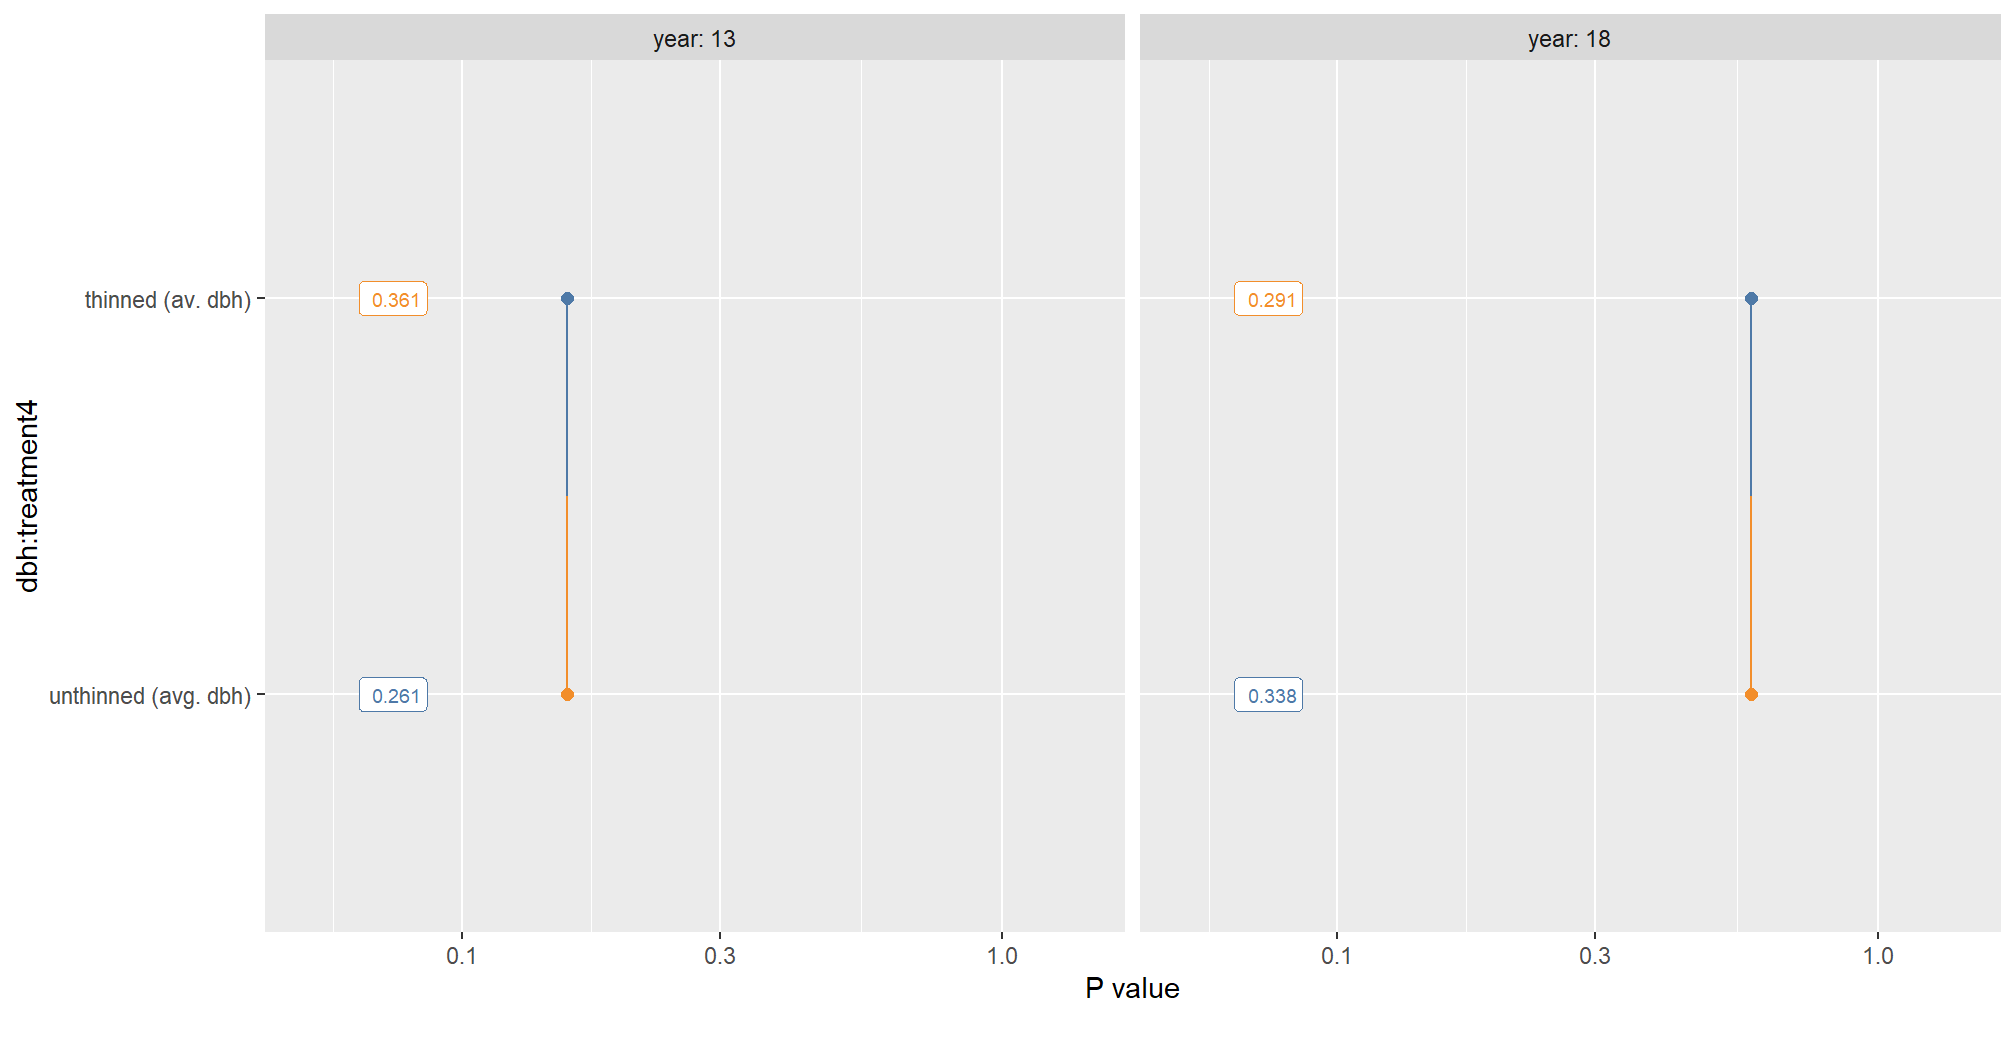 year: 13
year: 18
thinned (av. dbh)
0.361
0.291
dbh:treatment4
unthinned (avg. dbh)
0.261
0.338
0.1
0.3
1.0
0.1
0.3
1.0
P value